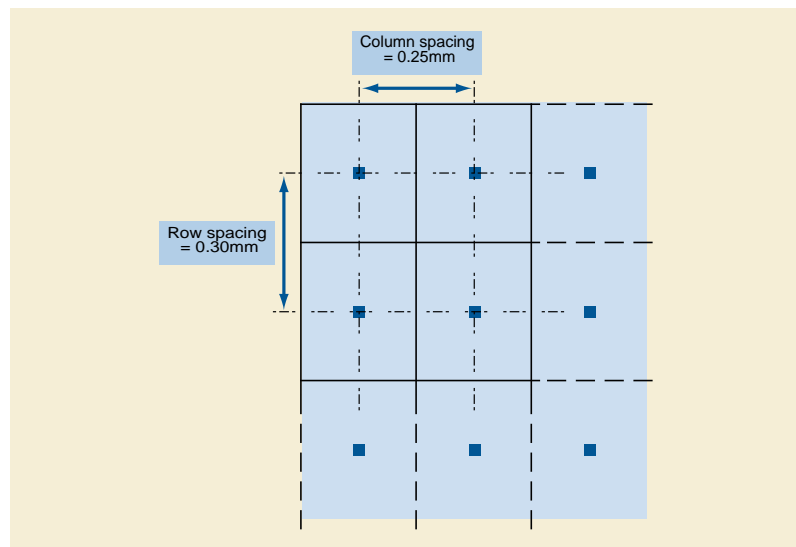 Column spacing
= 0.25mm
Row spacing
= 0.30mm